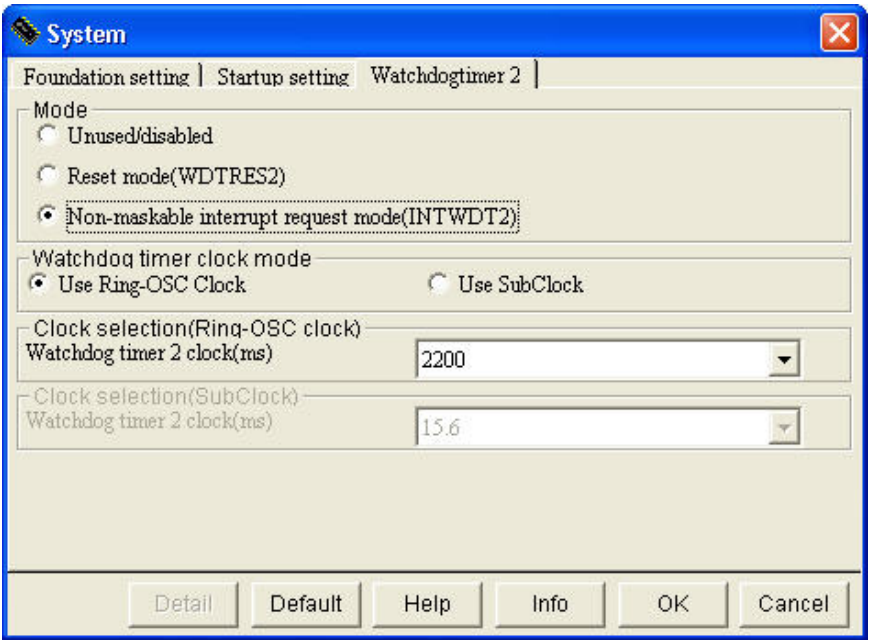 System
Foundation setting Startup setting Watchdogtimer 2
Mode
Unused/disabled
Reset mode(WDTRES2)
Non-maskable interrupt request mode(INTWDT2)
Watchdog timer clock mode
Use Ring-OSC Clock Use SubClock
Clock selection(Ring-OSC clock)
Watchdog timer 2 clock(ms) 2200
Clock selection(SubClock)
Watchdog timer 2 clock(ms) 15.6
Detail Default Help Info OK Cancel